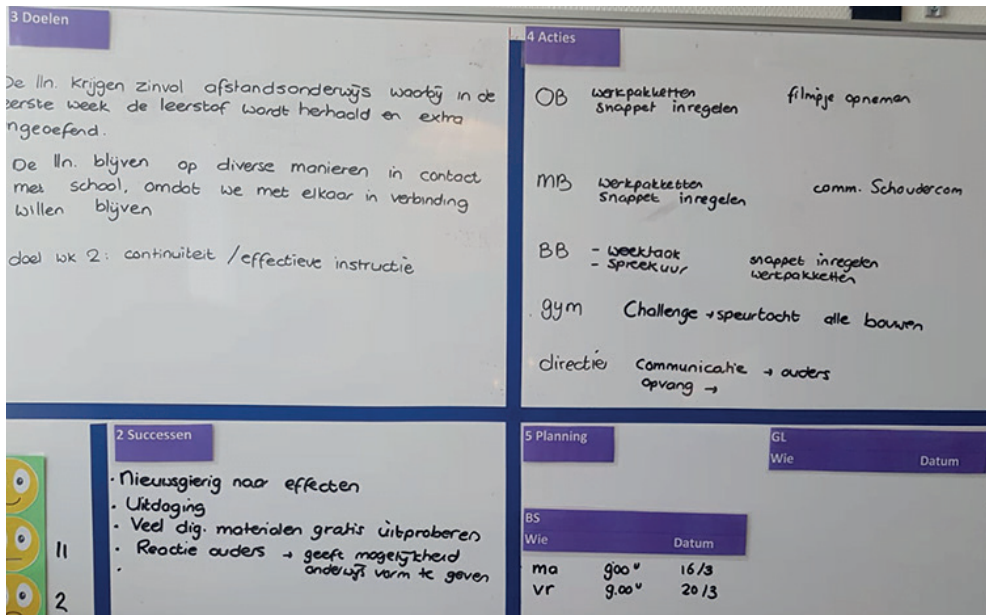 3 Doelen
De lln. krijgen zinvol afstandsonderwijs waarbij in de
eerste week de leerstof wordt herhaald en extra
ngeoefend.
De lln. blijven op diverse manieren in contact
met school, omdat we met elkaar in verbinding
willen blijven
doel wk 2: continuiteit / effectieve instructie
4 Acties
OB werkpakketten filmpje opnemen
snappet inregelen
MB werkpakketten comm. Schoudercom
snappet inregelen
BB - weektaak snappet inregelen
- spreekuur werkpakketten
gym Challenge → speurtocht alle bouwen
directie communicatie → ouders
opvang →
2 Successen
· Nieuwsgierig naar effecten
· Uitdaging
· Veel dig. materialen gratis uitproberen
· Reactie ouders → geeft mogelijkheid
onderwijs vorm te geven
·
11
2
5 Planning
GL
Wie Datum
BS
Wie Datum
ma 9.00 u 16/3
vr 9.00 u 20/3